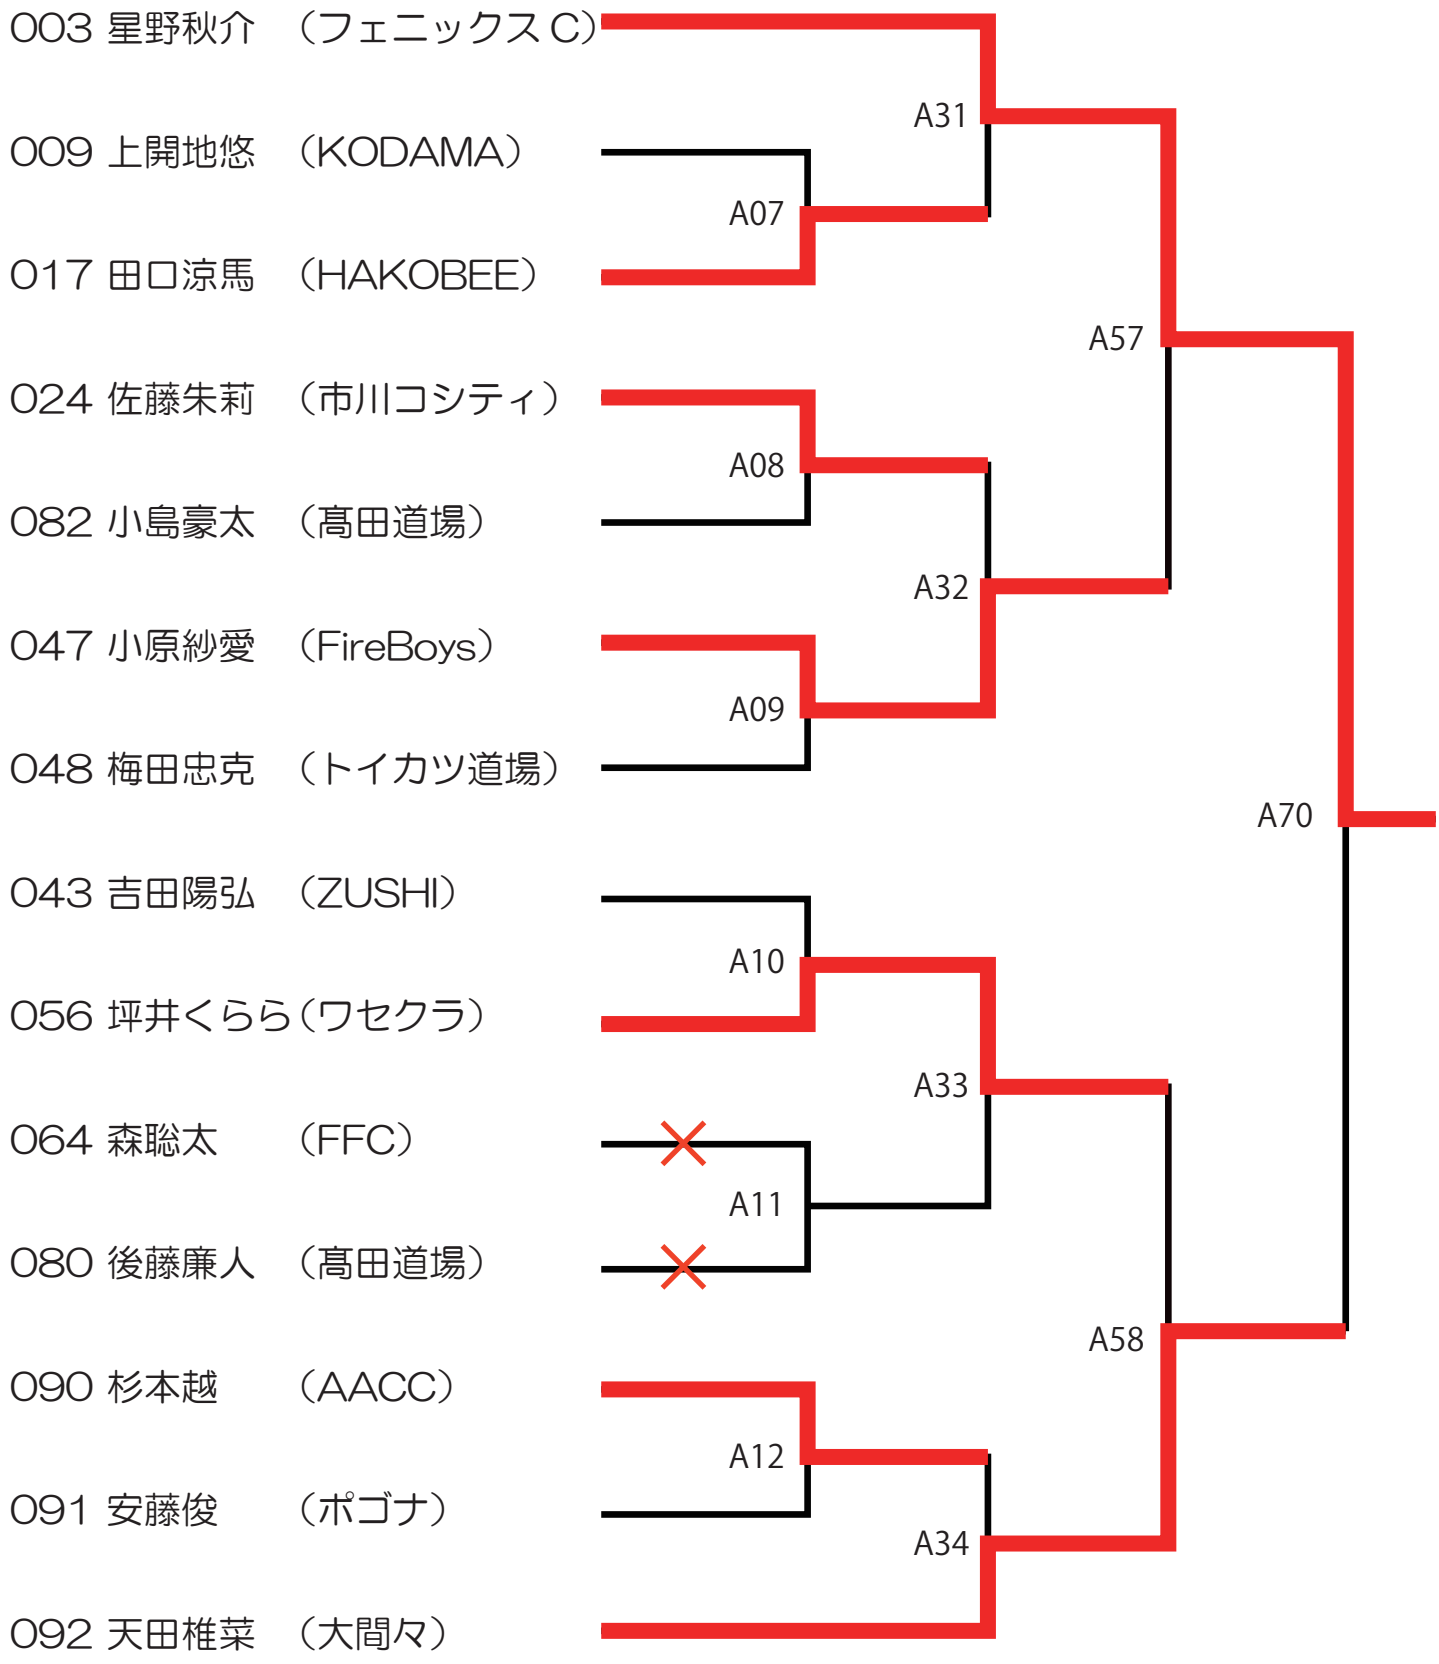 003 星野秋介 （フェニックス C）
A31
009 上開地悠 （KODAMA）
A07
017 田口涼馬 （HAKOBEE）
A57
024 佐藤朱莉 （市川コシティ）
A08
082 小島豪太 （髙田道場）
A32
047 小原紗愛 （FireBoys）
A09
048 梅田忠克 （トイカツ道場）
A70
043 吉田陽弘 （ZUSHI）
A10
056 坪井くらら（ワセクラ）
A33
064 森聡太 （FFC）
A11
080 後藤廉人 （髙田道場）
A58
090 杉本越 （AACC）
A12
091 安藤俊 （ポゴナ）
A34
092 天田椎菜 （大間々）